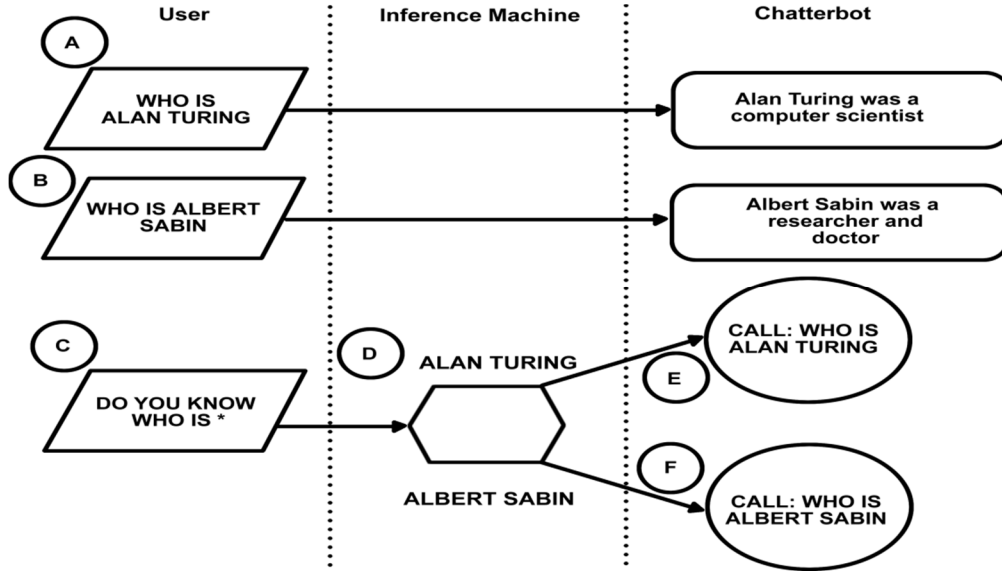 User
Inference Machine
Chatterbot
A
WHO IS
ALAN TURING
Alan Turing was a
computer scientist
B
WHO IS ALBERT
SABIN
Albert Sabin was a
researcher and
doctor
C
DO YOU KNOW
WHO IS *
D
ALAN TURING
ALBERT SABIN
E
CALL: WHO IS
ALAN TURING
F
CALL: WHO IS
ALBERT SABIN